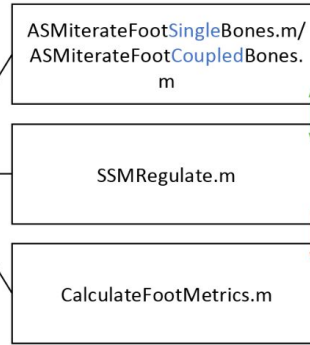 ASMiterateFootSingleBones.m/
ASMiterateFootCoupledBones.
m
SSMRegulate.m
CalculateFootMetrics.m